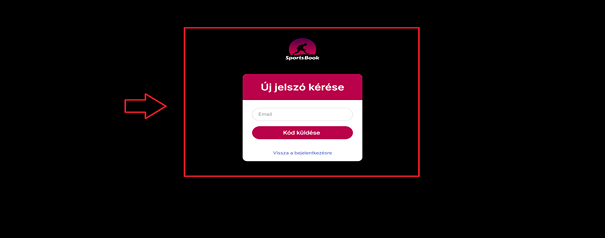 SportsBook
Új jelszó kérése
Email
Kód küldése
Vissza a bejelentkezésre